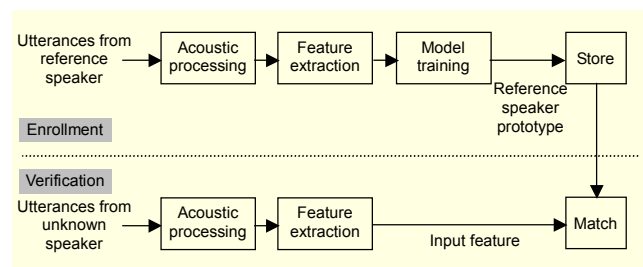 Utterances from
reference
speaker
Acoustic
processing
Feature
extraction
Model
training
Store
Reference
speaker
prototype
Enrollment
Verification
Utterances from
unknown
speaker
Acoustic
processing
Feature
extraction
Input feature
Match